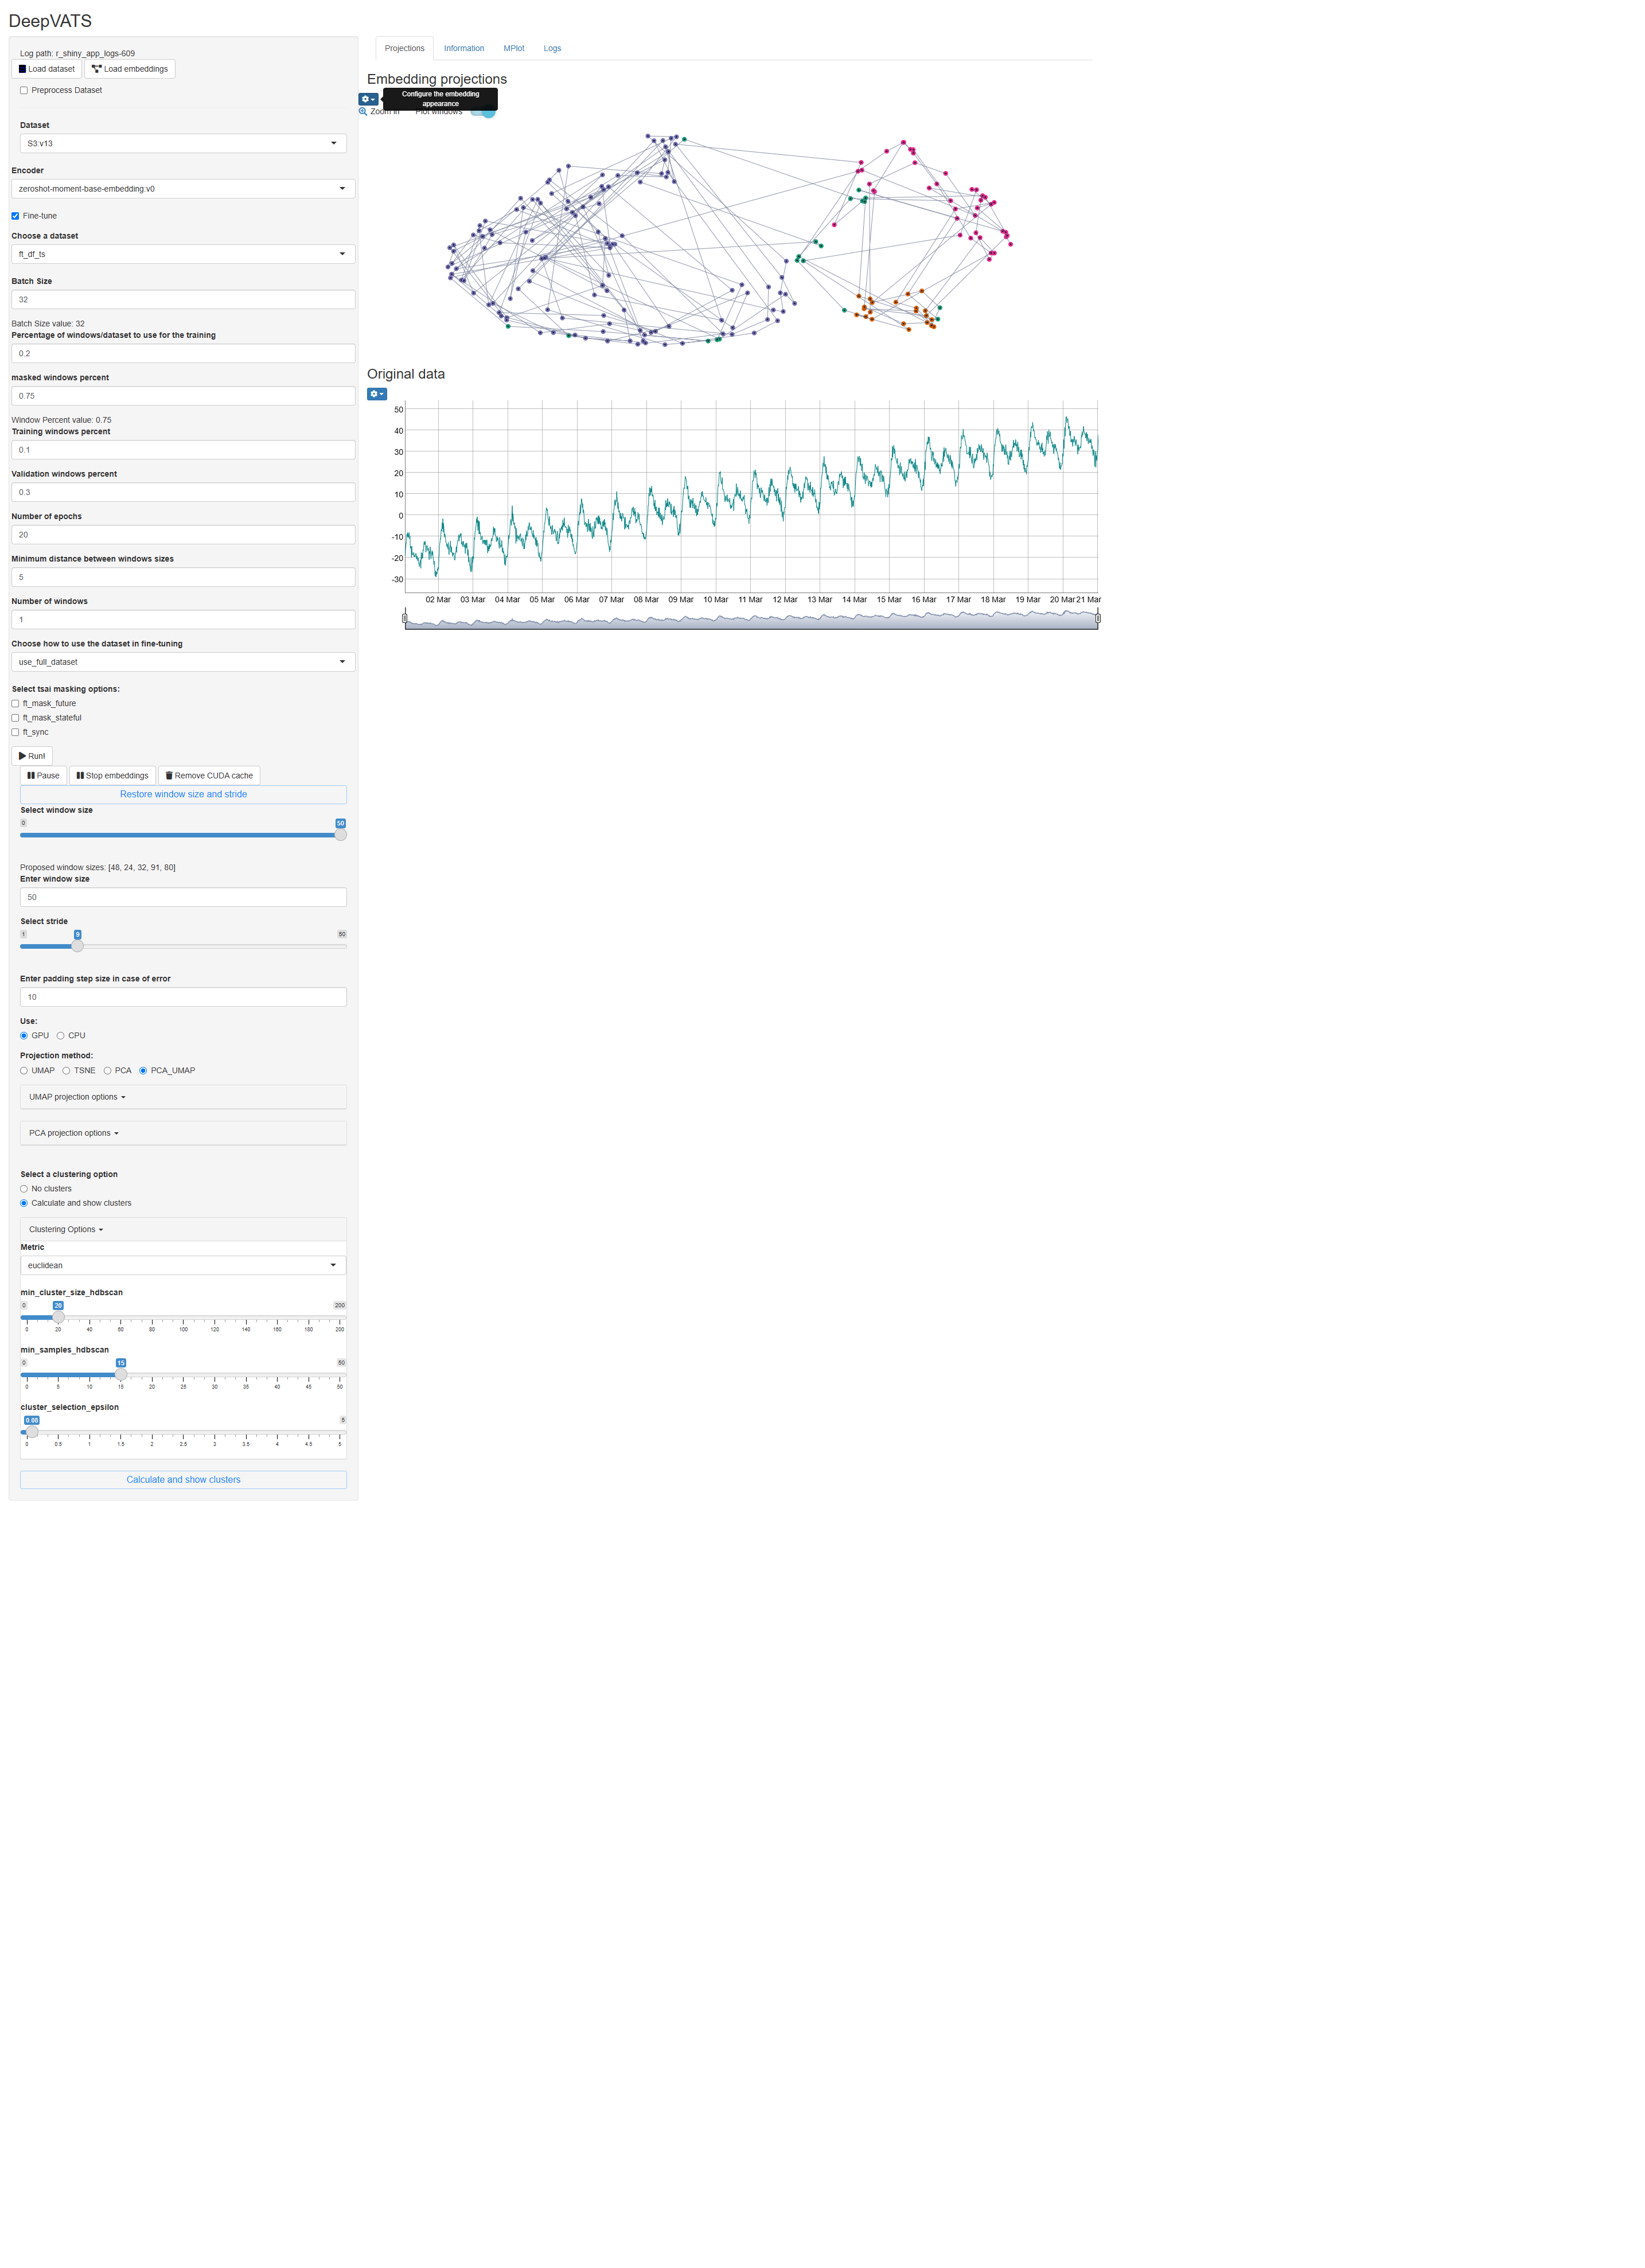 DeepVATS
Log path: r_shiny_app_logs-609
Load dataset
Load embeddings
Preprocess Dataset
Dataset
S3:v13
Encoder
zeroshot-moment-base-embedding:v0
Fine-tune
Choose a dataset
ft_df_ts
Batch Size
32
Batch Size value: 32
Percentage of windows/dataset to use for the training
0.2
masked windows percent
0.75
Window Percent value: 0.75
Training windows percent
0.1
Validation windows percent
0.3
Number of epochs
20
Minimum distance between windows sizes
5
Number of windows
1
Choose how to use the dataset in fine-tuning
use_full_dataset
Select tsai masking options:
ft_mask_future
ft_mask_stateful
ft_sync
Run!
Pause
Stop embeddings
Remove CUDA cache
Restore window size and stride
Select window size
0 50
Proposed window sizes: [48, 24, 32, 91, 80]
Enter window size
50
Select stride
1 9 50
Enter padding step size in case of error
10
Use:
GPU CPU
Projection method:
UMAP TSNE PCA PCA_UMAP
UMAP projection options
PCA projection options
Select a clustering option
No clusters
Calculate and show clusters
Clustering Options
Metric
euclidean
min_cluster_size_hdbscan
0 20 200
0 20 40 60 80 100 120 140 160 180 200
min_samples_hdbscan
0 15 50
0 5 10 15 20 25 30 35 40 45 50
cluster_selection_epsilon
0.08 5
0 0.5 1 1.5 2 2.5 3 3.5 4 4.5 5
Calculate and show clusters
Projections Information MPlot Logs
Embedding projections
Configure the embedding
appearance
Zoom in Plot windows
Original data
50
40
30
20
10
0
-10
-20
-30
02 Mar 03 Mar 04 Mar 05 Mar 06 Mar 07 Mar 08 Mar 09 Mar 10 Mar 11 Mar 12 Mar 13 Mar 14 Mar 15 Mar 16 Mar 17 Mar 18 Mar 19 Mar 20 Mar 21 Mar